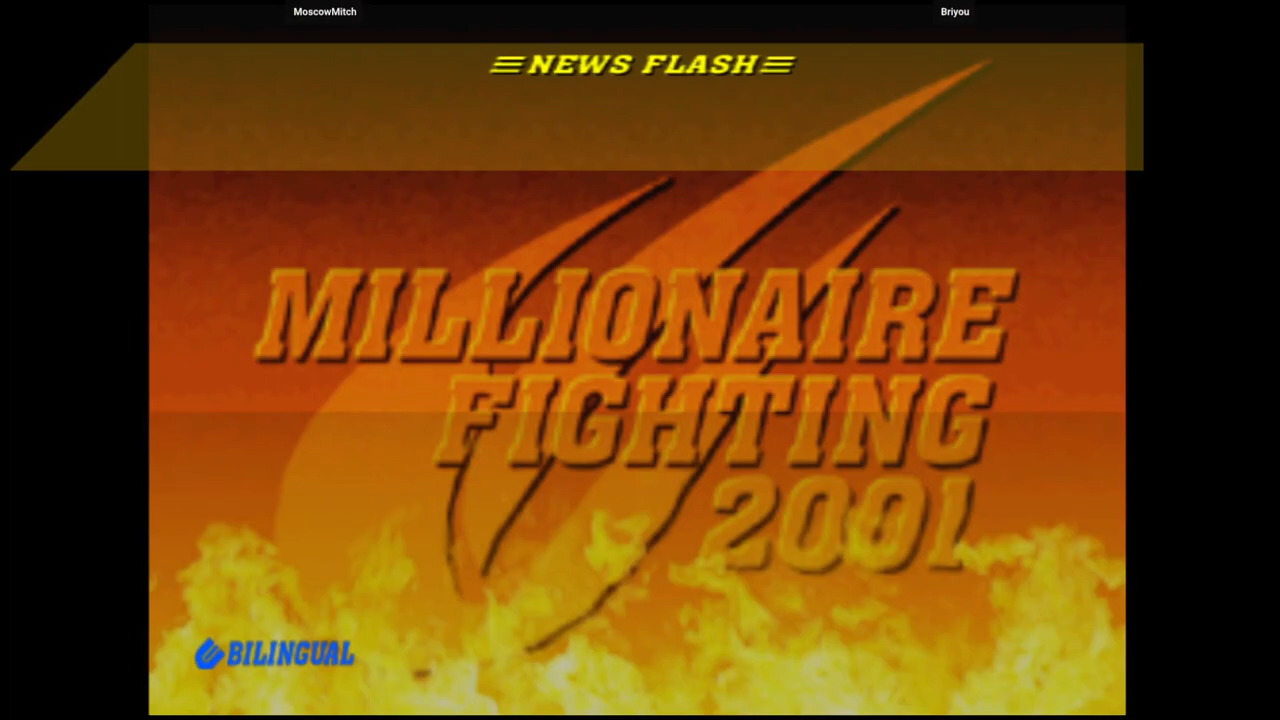 MoscowMitch
Briyou
NEWS FLASH
MILLIONAIRE
FIGHTING
2001
BILINGUAL